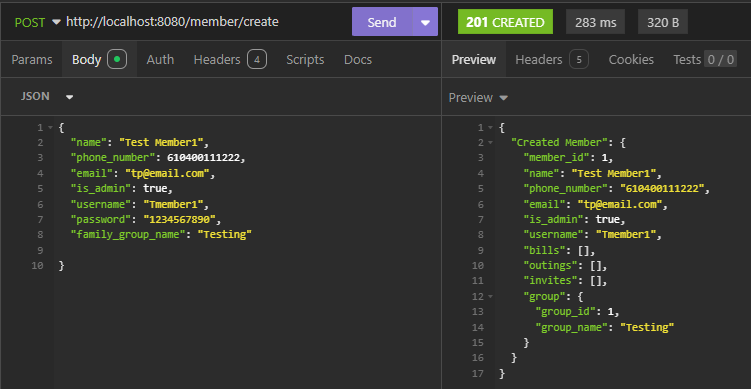 POST http://localhost:8080/member/create Send 201 CREATED 283 ms 320 B
Params Body Auth Headers 4 Scripts Docs Preview Headers 5 Cookies Tests 0 / 0
JSON
Preview
1 {
2 "name": "Test Member1",
3 "phone_number": 610400111222,
4 "email": "tp@email.com",
5 "is_admin": true,
6 "username": "Tmember1",
7 "password": "1234567890",
8 "family_group_name": "Testing"
9
10 }
1 {
2 "Created Member": {
3 "member_id": 1,
4 "name": "Test Member1",
5 "phone_number": "610400111222",
6 "email": "tp@email.com",
7 "is_admin": true,
8 "username": "Tmember1",
9 "bills": [],
10 "outings": [],
11 "invites": [],
12 "group": {
13 "group_id": 1,
14 "group_name": "Testing"
15 }
16 }
17 }